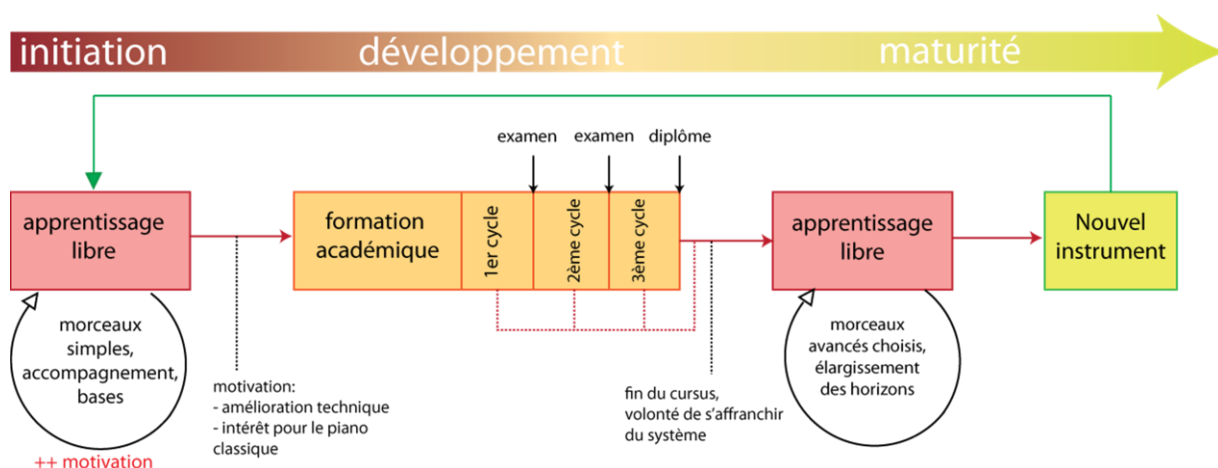 initiation
développement
maturité
examen
examen
diplôme
apprentissage
libre
formation
académique
1er cycle
2ème cycle
3ème cycle
apprentissage
libre
Nouvel
instrument
morceaux
simples,
accompagnement,
bases
++ motivation
motivation:
- amélioration technique
- intérêt pour le piano
classique
fin du cursus,
volonté de s'affranchir
du système
morceaux
avancés choisis,
élargissement
des horizons